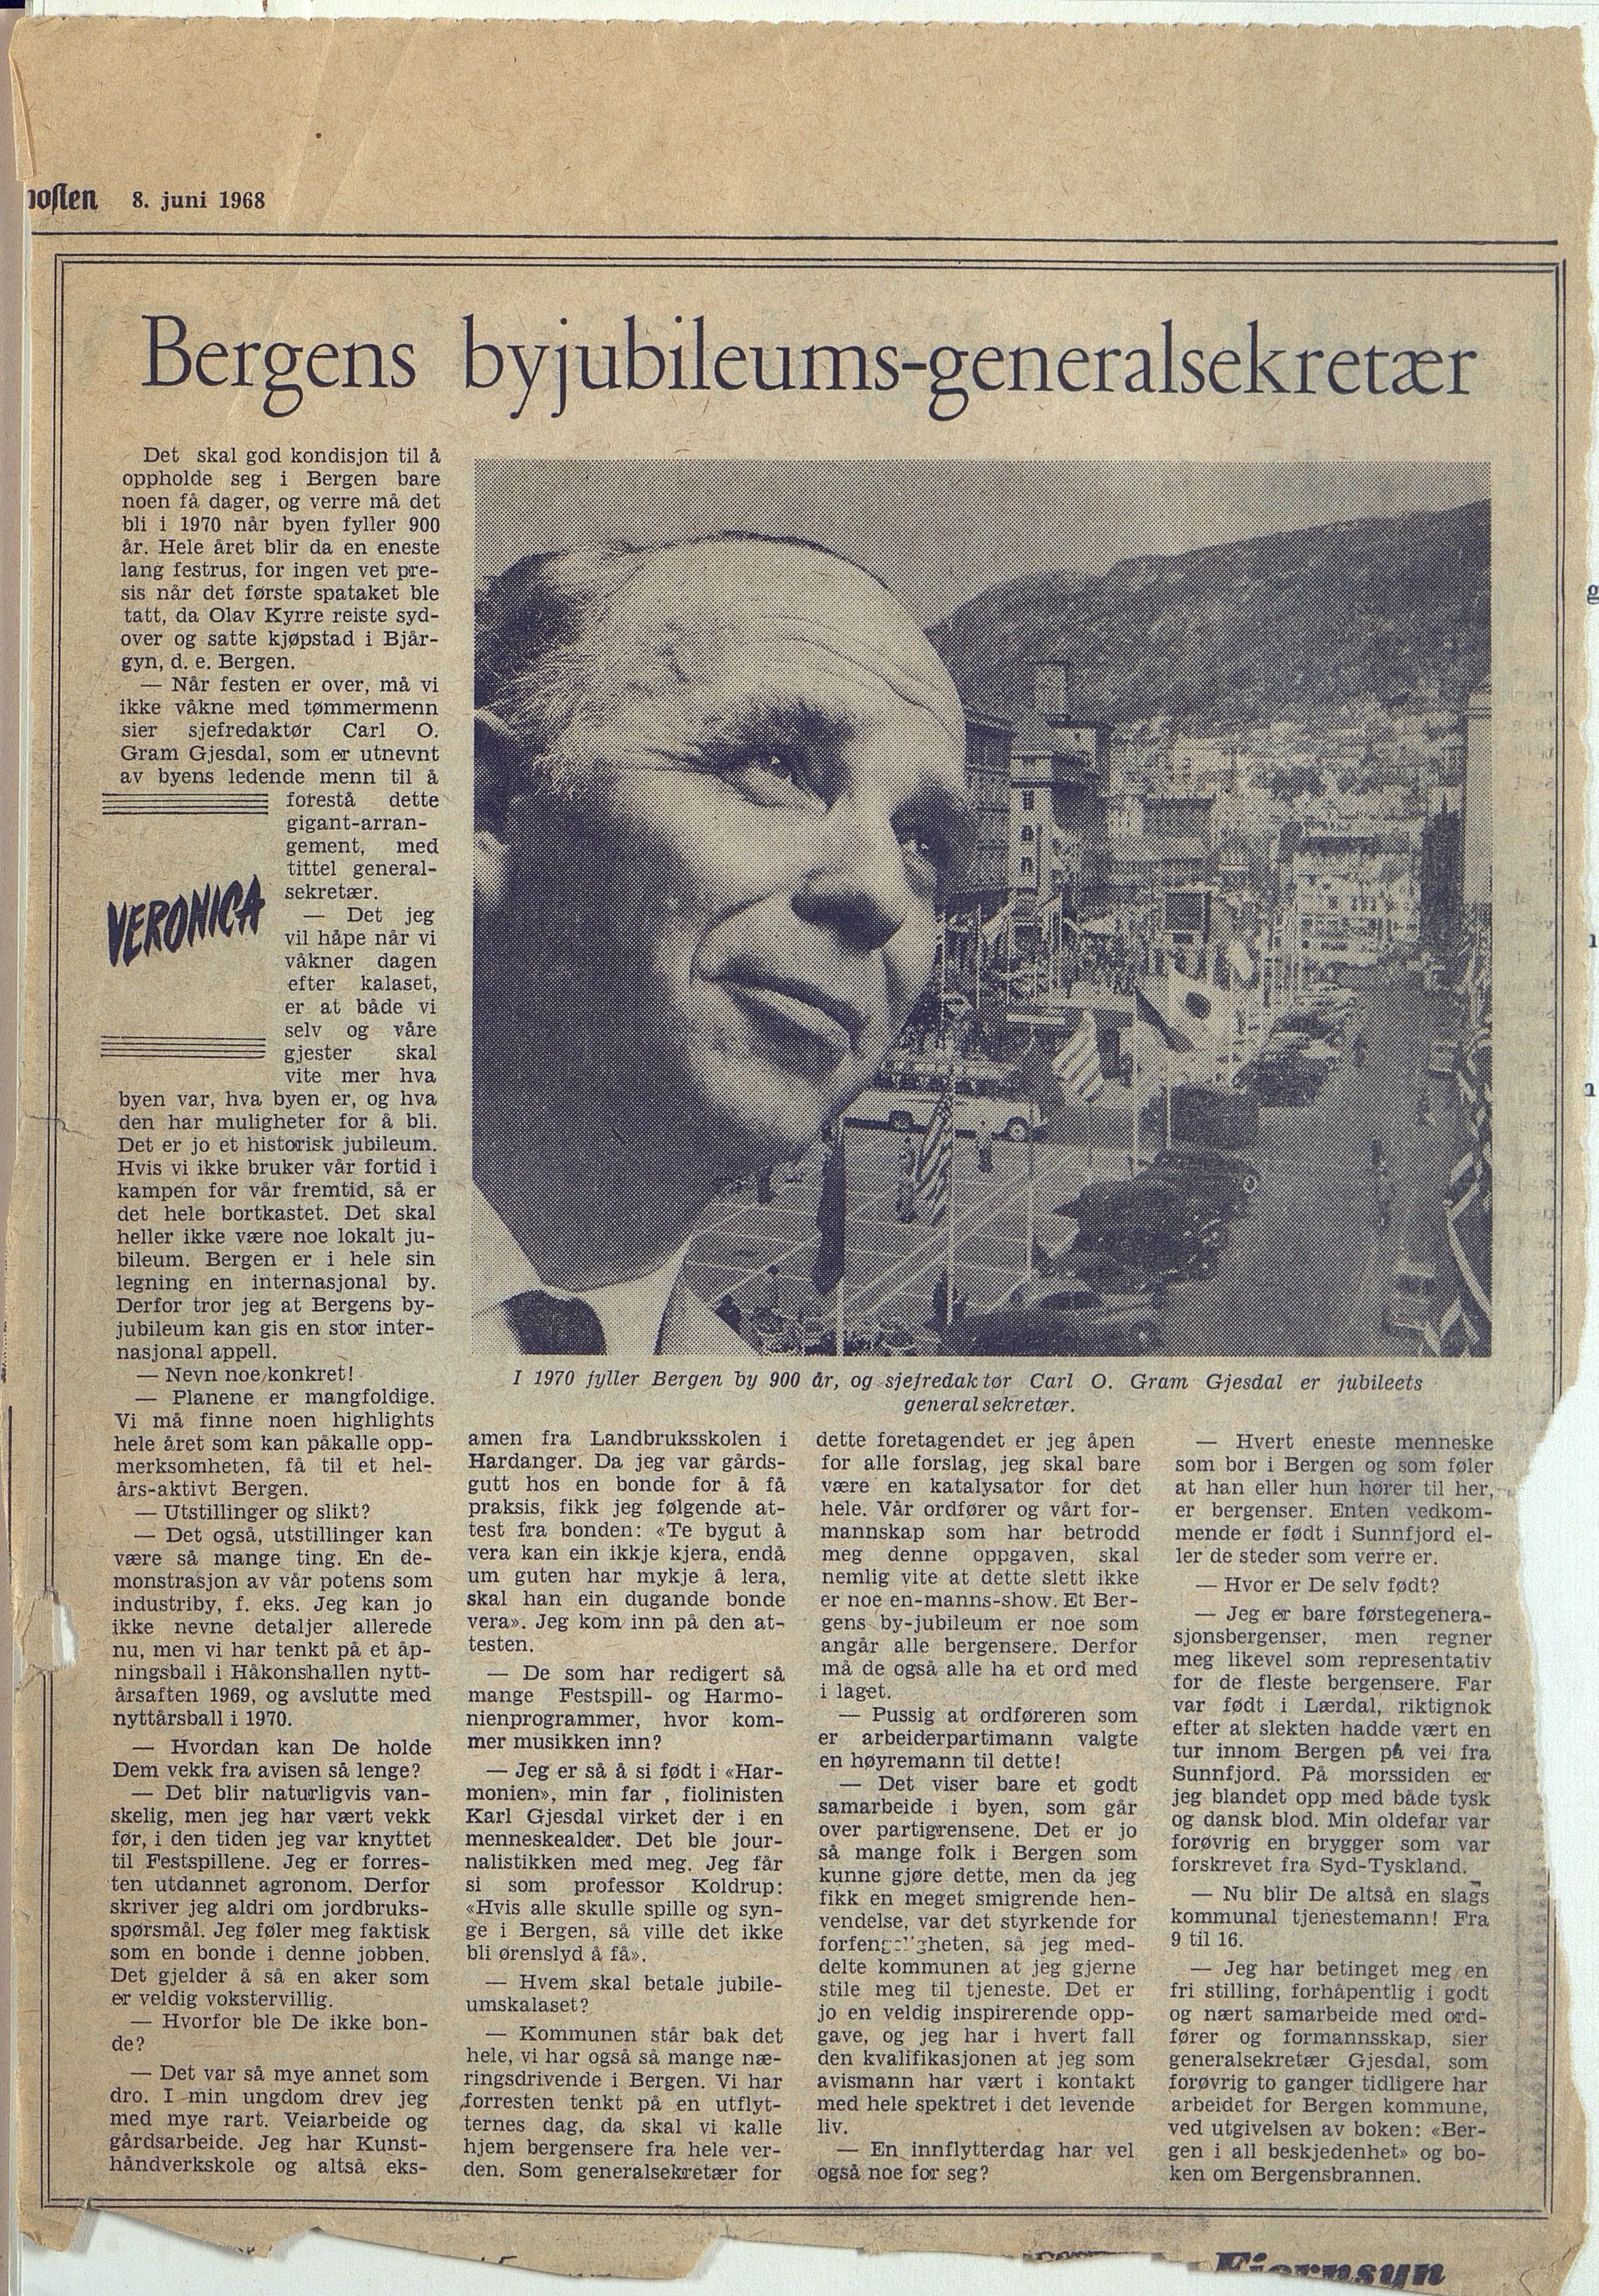 posten 8. juni 1968
Bergens byjubileums-generalsekretær
Det skal god kondisjon til å
oppholde seg i Bergen bare
noen få dager, og verre må det
bli i 1970 når byen fyller 900
år. Hele året blir da en eneste
lang festrus, for ingen vet pre-
sis når det første spataket ble
tatt, da Olav Kyrre reiste syd-
over og satte kjøpstad i Bjår-
gyn, d. e. Bergen.
— Når festen er over, må vi
ikke våkne med tømmermenn
sier sjefredaktør Carl O.
Gram Gjesdal, som er utnevnt
av byens ledende menn til å
forestå dette
gigant-arran-
gement, med
tittel general-
sekretær.
VERONICA
— Det jeg
vil håpe når vi
våkner dagen
efter kalaset,
er at både vi
selv og våre
gjester skal
vite mer hva
byen var, hva byen er, og hva
den har muligheter for å bli.
Det er jo et historisk jubileum.
Hvis vi ikke bruker vår fortid i
kampen for vår fremtid, så er
det hele bortkastet. Det skal
heller ikke være noe lokalt ju-
bileum. Bergen er i hele sin
legning en internasjonal by.
Derfor tror jeg at Bergens by-
jubileum kan gis en stor inter-
nasjonal appell.
— Nevn noe konkret!
— Planene er mangfoldige.
Vi må finne noen highlights
hele året som kan påkalle opp-
merksomheten, få til et hel-
års-aktivt Bergen.
— Utstillinger og slikt?
— Det også, utstillinger kan
være så mange ting. En de-
monstrasjon av vår potens som
industriby, f. eks. Jeg kan jo
ikke nevne detaljer allerede
nu, men vi har tenkt på et åp-
ningsball i Håkonshallen nytt-
årsaften 1969, og avslutte med
nyttårsball i 1970.
— Hvordan kan De holde
Dem vekk fra avisen så lenge?
— Det blir naturligvis van-
skelig, men jeg har vært vekk
før, i den tiden jeg var knyttet
til Festspillene. Jeg er forres-
ten utdannet agronom. Derfor
skriver jeg aldri om jordbruks-
spørsmål. Jeg føler meg faktisk
som en bonde i denne jobben.
Det gjelder å så en aker som
er veldig vokstervillig.
— Hvorfor ble De ikke bon-
de?
— Det var så mye annet som
dro. I min ungdom drev jeg
med mye rart. Veiarbeide og
gårdsarbeide. Jeg har Kunst-
håndverkskole og altså eks-
I 1970 fyller Bergen by 900 år, og sjefredaktør Carl O. Gram Gjesdal er jubileets
generalsekretær.
amen fra Landbruksskolen i
Hardanger. Da jeg var gårds-
gutt hos en bonde for å få
praksis, fikk jeg følgende at-
test fra bonden: «Te bygut å
vera kan ein ikkje kjera, endå
um guten har mykje å lera,
skal han ein dugande bonde
vera». Jeg kom inn på den at-
testen.
— De som har redigert så
mange Festspill- og Harmo-
nienprogrammer, hvor kom-
mer musikken inn?
— Jeg er så å si født i «Har-
monien», min far , fiolinisten
Karl Gjesdal virket der i en
menneskealder. Det ble jour-
nalistikken med meg. Jeg får
si som professor Koldrup:
«Hvis alle skulle spille og syn-
ge i Bergen, så ville det ikke
bli ørenslyd å få».
— Hvem skal betale jubile-
umskalaset?
— Kommunen står bak det
hele, vi har også så mange næ-
ringsdrivende i Bergen. Vi har
forresten tenkt på en utflyt-
ternes dag, da skal vi kalle
hjem bergensere fra hele ver-
den. Som generalsekretær for
dette foretagendet er jeg åpen
for alle forslag, jeg skal bare
være en katalysator for det
hele. Vår ordfører og vårt for-
mannskap som har betrodd
meg denne oppgaven, skal
nemlig vite at dette slett ikke
er noe en-manns-show. Et Ber-
gens by-jubileum er noe som
angår alle bergensere. Derfor
må de også alle ha et ord med
i laget.
— Pussig at ordføreren som
er arbeiderpartimann valgte
en høyremann til dette!
— Det viser bare et godt
samarbeide i byen, som går
over partigrensene. Det er jo
så mange folk i Bergen som
kunne gjøre dette, men da jeg
fikk en meget smigrende hen-
vendelse, var det styrkende for
forfengeligheten, så jeg med-
delte kommunen at jeg gjerne
stile meg til tjeneste. Det er
jo en veldig inspirerende opp-
gave, og jeg har i hvert fall
den kvalifikasjonen at jeg som
avismann har vært i kontakt
med hele spektret i det levende
liv.
— En innflytterdag har vel
også noe for seg?
— Hvert eneste menneske
som bor i Bergen og som føler
at han eller hun hører til her,
er bergenser. Enten vedkom-
mende er født i Sunnfjord el-
ler de steder som verre er.
— Hvor er De selv født?
— Jeg er bare førstegenera-
sjonsbergenser, men regner
meg likevel som representativ
for de fleste bergensere. Far
var født i Lærdal, riktignok
efter at slekten hadde vært en
tur innom Bergen på vei fra
Sunnfjord. På morssiden er
jeg blandet opp med både tysk
og dansk blod. Min oldefar var
forøvrig en brygger som var
forskrevet fra Syd-Tyskland.
— Nu blir De altså en slags
kommunal tjenestemann! Fra
9 til 16.
— Jeg har betinget meg en
fri stilling, forhåpentlig i godt
og nært samarbeide med ord-
fører og formannsskap, sier
generalsekretær Gjesdal, som
forøvrig to ganger tidligere har
arbeidet for Bergen kommune,
ved utgivelsen av boken: «Ber-
gen i all beskjedenhet» og bo-
ken om Bergensbrannen.
Fjernsyn